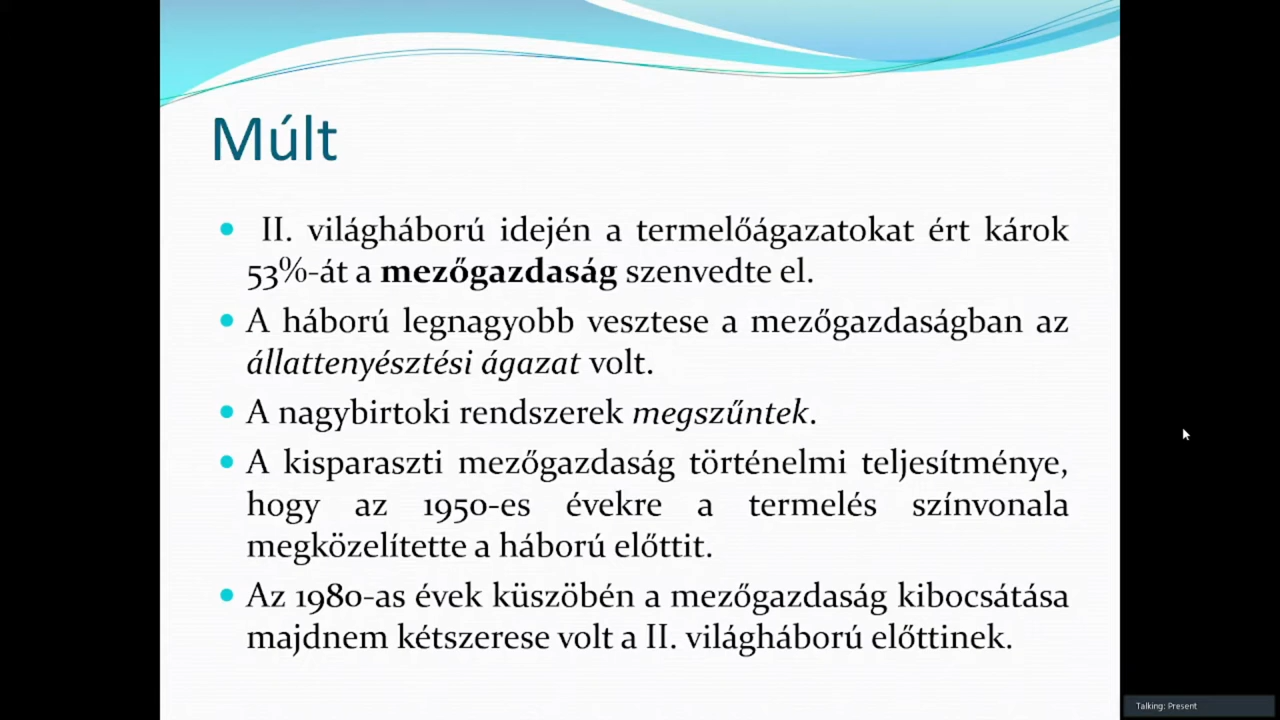 Múlt
• II. világháború idején a termelőágazatokat ért károk
53%-át a mezőgazdaság szenvedte el.
• A háború legnagyobb vesztese a mezőgazdaságban az
állattenyésztési ágazat volt.
• A nagybirtoki rendszerek megszűntek.
• A kisparaszti mezőgazdaság történelmi teljesítménye,
hogy az 1950-es évekre a termelés színvonala
megközelítette a háború előttit.
• Az 1980-as évek küszöbén a mezőgazdaság kibocsátása
majdnem kétszerese volt a II. világháború előttinek.
Talking: Present